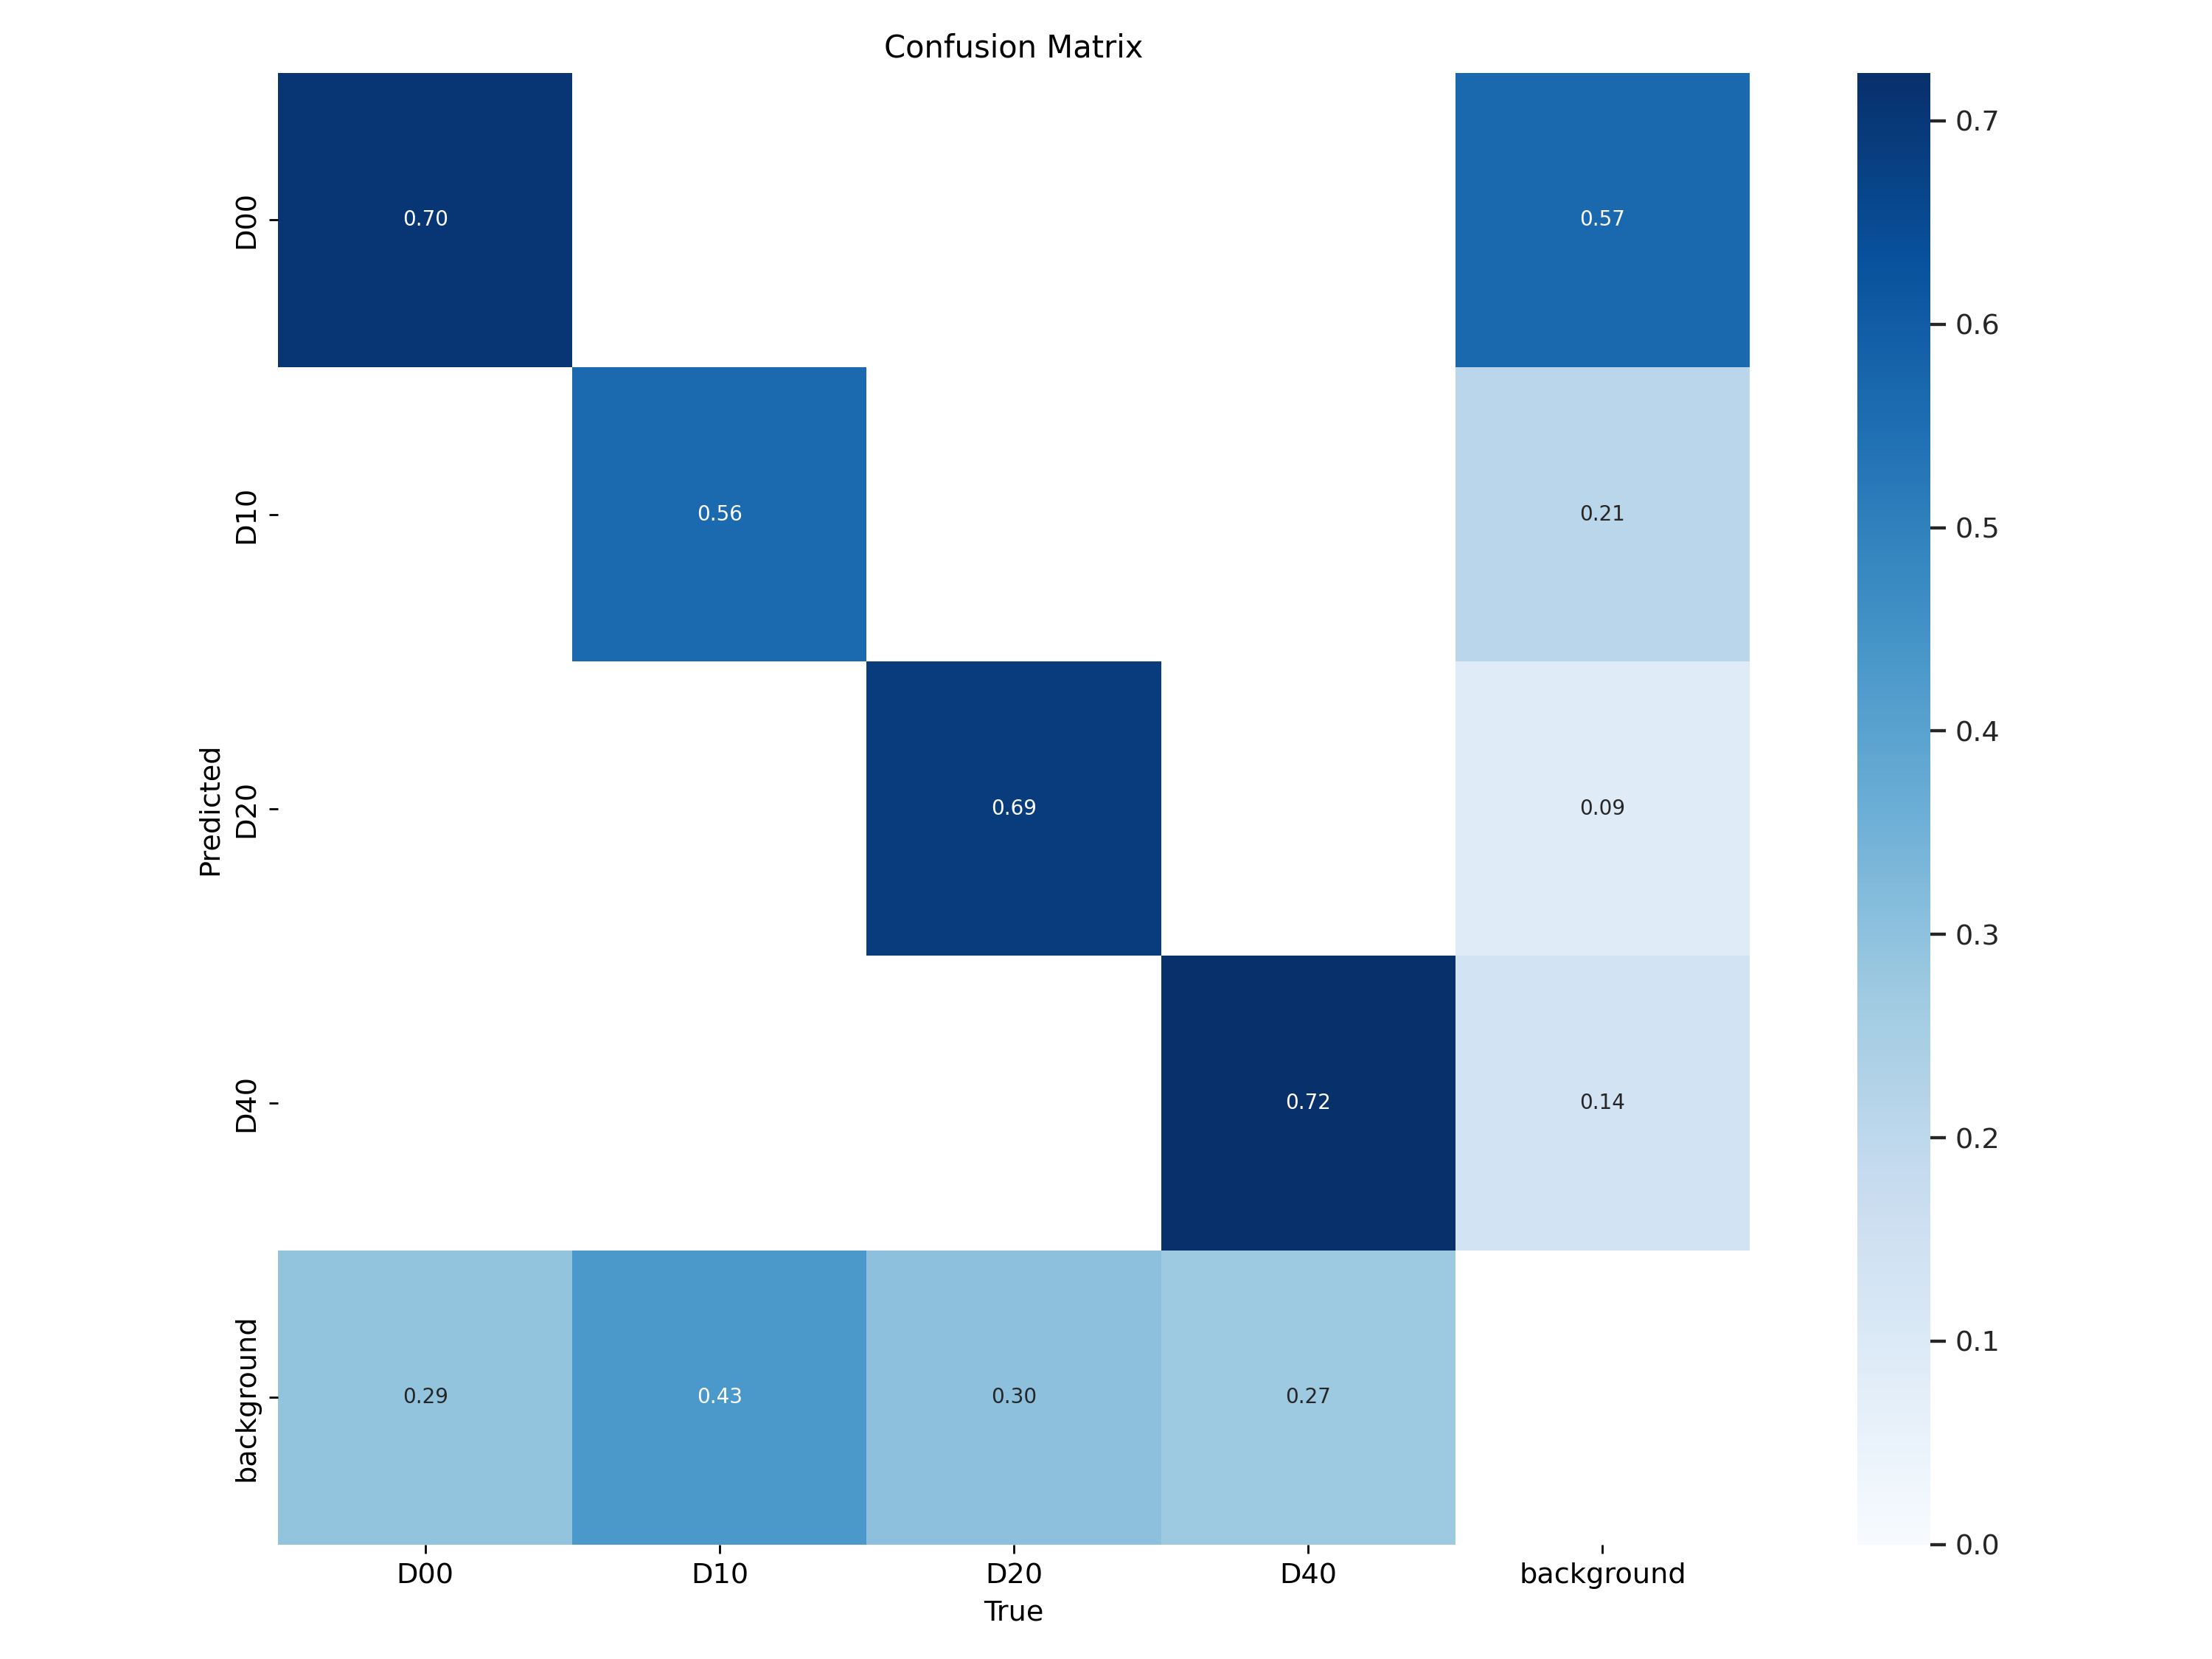 Confusion Matrix
D00
0.70
0.57
0.7
0.6
D10
0.56
0.21
0.5
Predicted
D20
0.69
0.09
0.4
0.3
D40
0.72
0.14
0.2
background
0.29
0.43
0.30
0.27
0.1
0.0
D00 D10 D20 D40 background
True